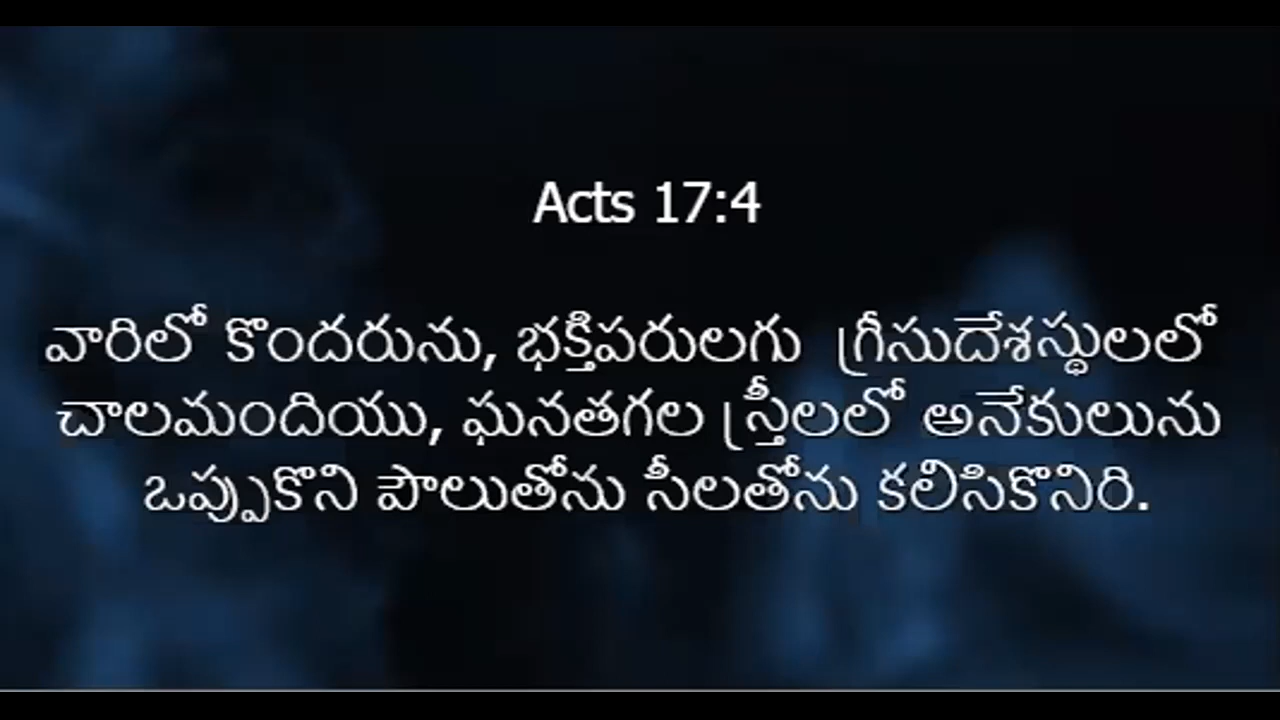 Acts 17:4
వారిలో కొందరును, భక్తిపరులగు గ్రీసుదేశస్థులలో
చాలమందియు, ఘనతగల స్త్రీలలో అనేకులును
ఒప్పుకొని పౌలుతోను సీలతోను కలిసికొనిరి.